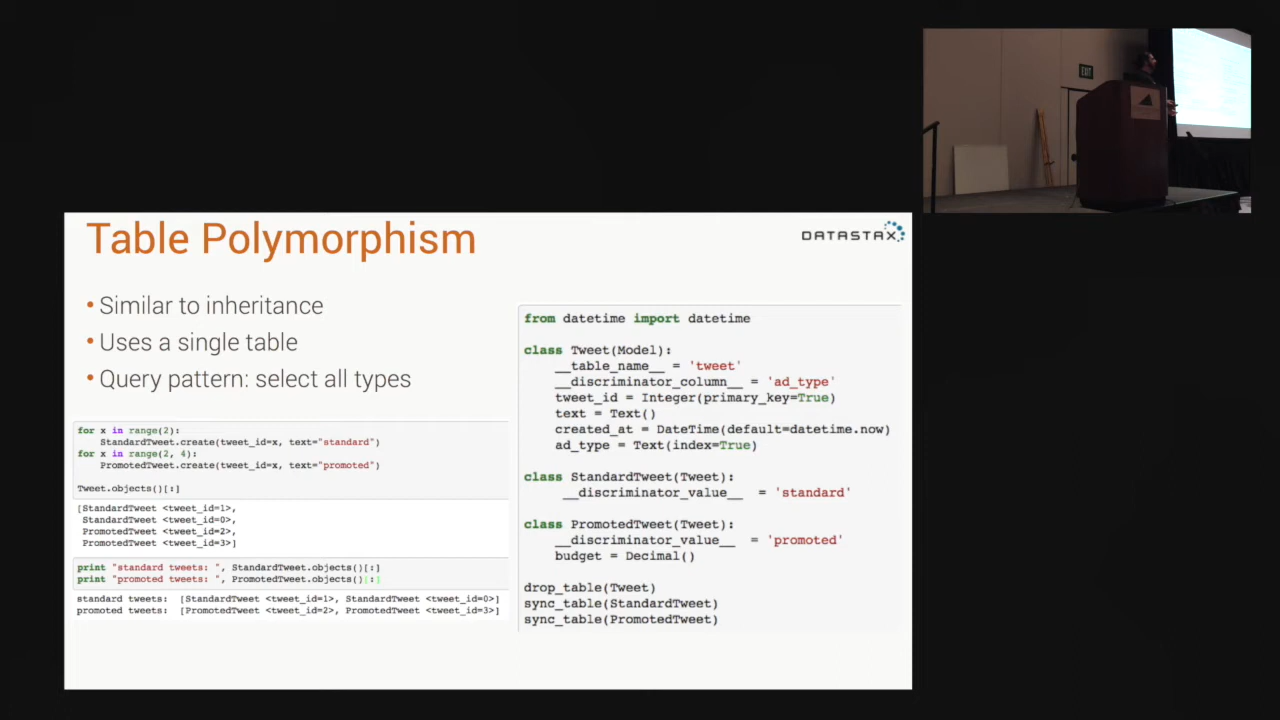 EXIT
Table Polymorphism
DATASTAX
• Similar to inheritance
• Uses a single table
• Query pattern: select all types
for x in range(2):
    StandardTweet.create(tweet_id=x, text="standard")
for x in range(2, 4):
    PromotedTweet.create(tweet_id=x, text="promoted")
Tweet.objects()[:]
[StandardTweet <tweet_id=1>,
 StandardTweet <tweet_id=0>,
 PromotedTweet <tweet_id=2>,
 PromotedTweet <tweet_id=3>]
print "standard tweets: ", StandardTweet.objects()[:]
print "promoted tweets: ", PromotedTweet.objects()[:]
standard tweets:  [StandardTweet <tweet_id=1>, StandardTweet <tweet_id=0>]
promoted tweets:  [PromotedTweet <tweet_id=2>, PromotedTweet <tweet_id=3>]
from datetime import datetime
class Tweet(Model):
    __table_name__ = 'tweet'
    __discriminator_column__ = 'ad_type'
    tweet_id = Integer(primary_key=True)
    text = Text()
    created_at = DateTime(default=datetime.now)
    ad_type = Text(index=True)
class StandardTweet(Tweet):
     __discriminator_value__  = 'standard'
class PromotedTweet(Tweet):
    __discriminator_value__  = 'promoted'
    budget = Decimal()
drop_table(Tweet)
sync_table(StandardTweet)
sync_table(PromotedTweet)